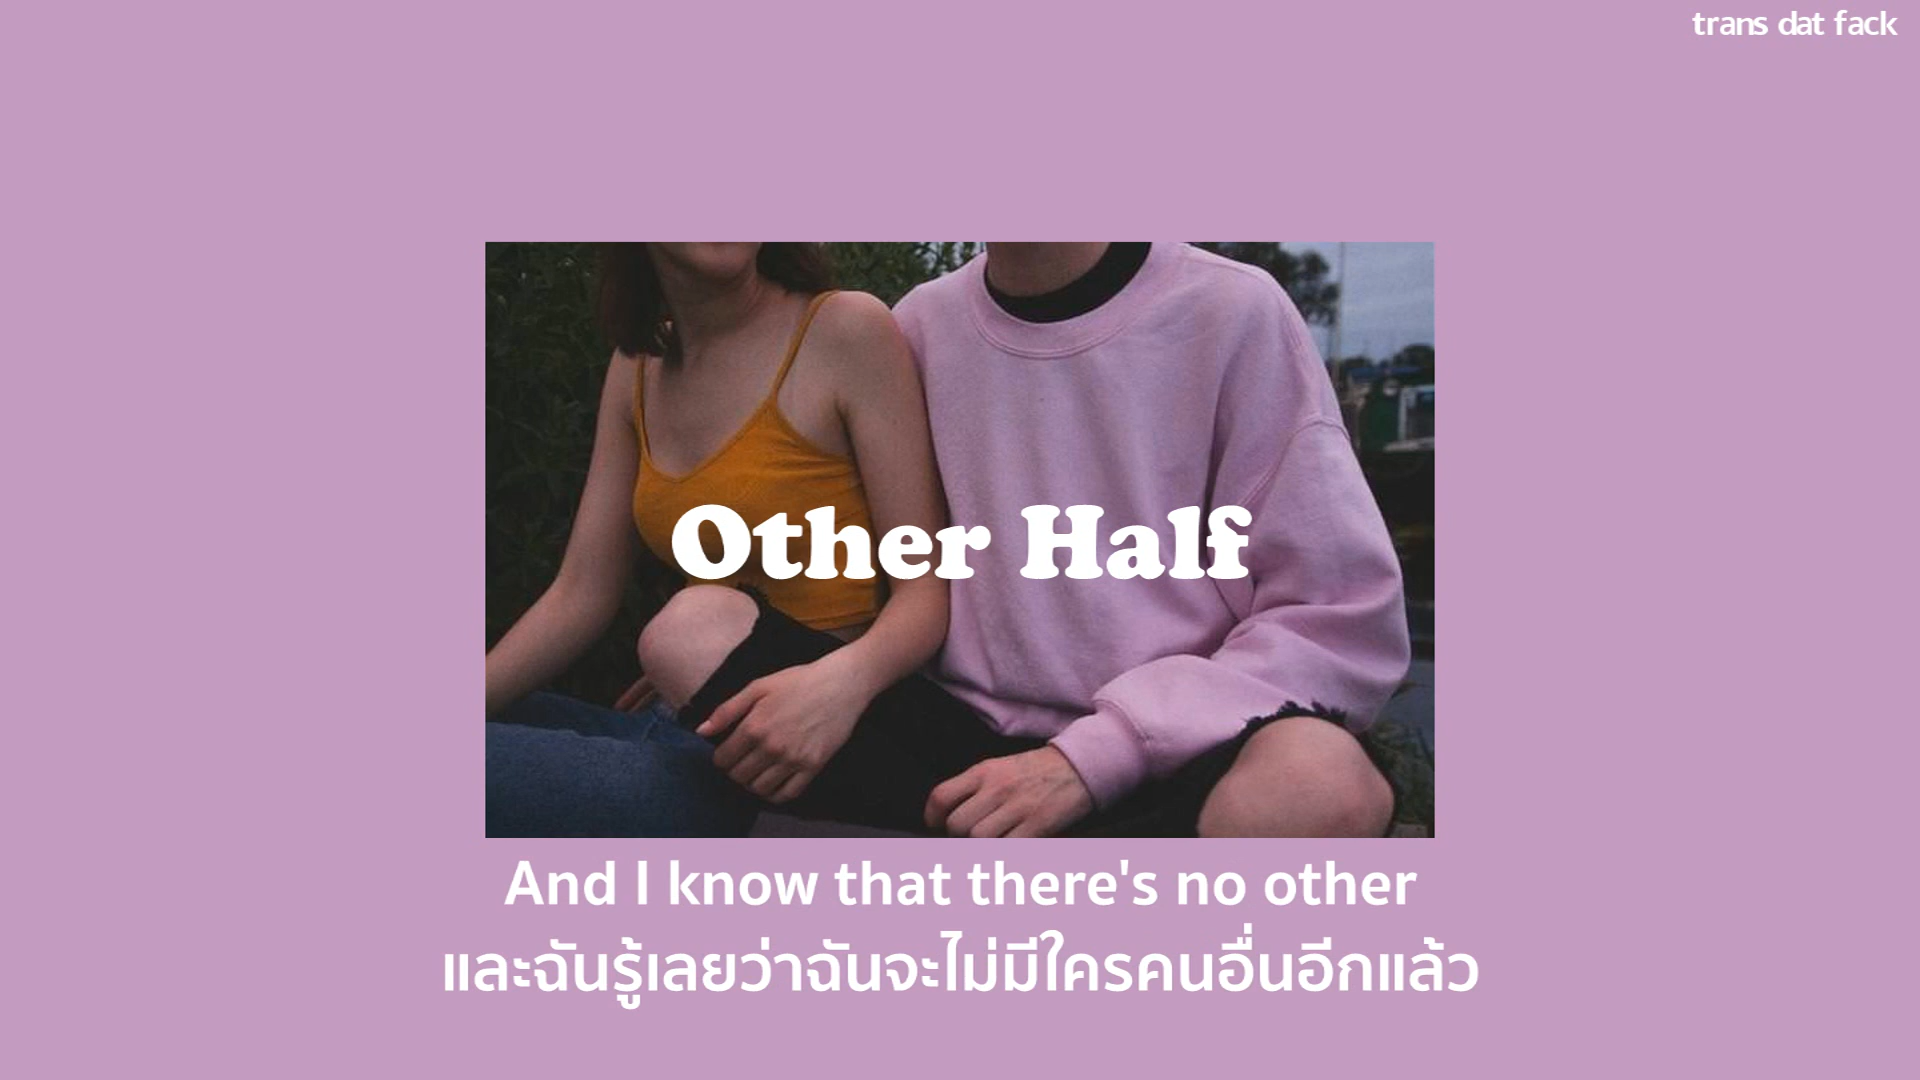 trans dat fack
Other Half
And I know that there's no other
และฉันรู้เลยว่าฉันจะไม่มีใครคนอื่นอีกแล้ว